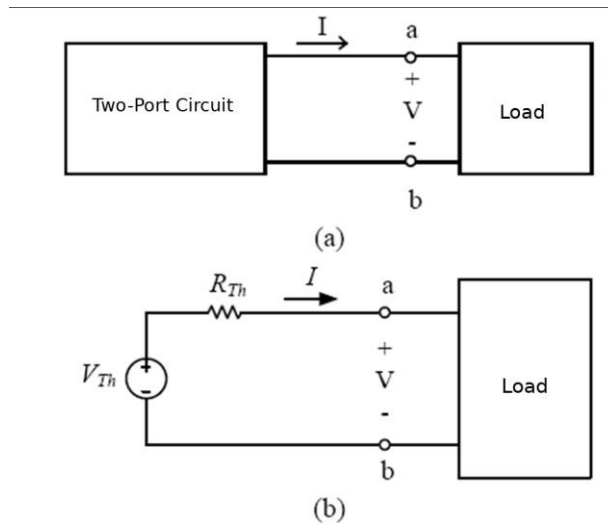 I
a
Two-Port Circuit
+
V
-
Load
b
(a)
R_Th
I
a
V_Th
+
-
+
V
-
Load
b
(b)